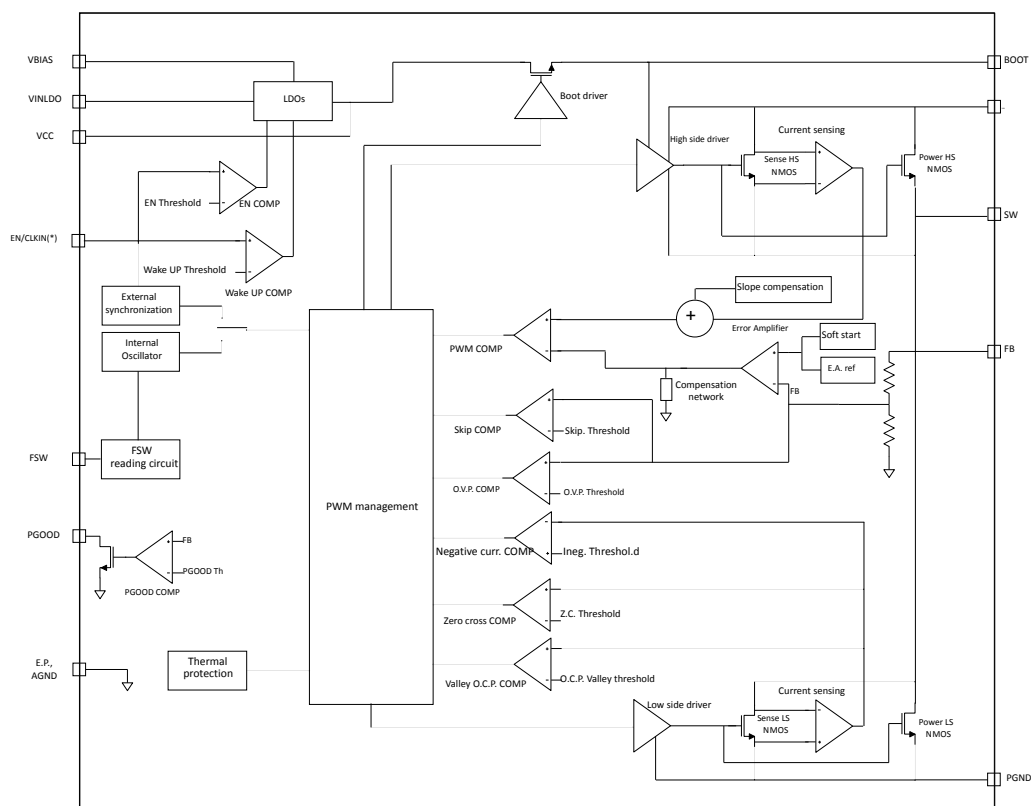 VBIAS
BOOT
LDOs
VINLDO
Boot driver
VCC
High side driver
Current sensing
Sense HS
NMOS
Power HS
NMOS
EN Threshold
EN COMP
SW
EN/CLKIN(*)
Wake UP Threshold
Wake UP COMP
External
synchronization
Slope compensation
+
Error Amplifier
Soft start
Internal
Oscillator
PWM COMP
FB
E.A. ref
Compensation
network
FB
Skip COMP
Skip. Threshold
FSW
FSW
reading circuit
O.V.P. COMP
O.V.P. Threshold
PWM management
PGOOD
FB
PGOOD Th
PGOOD COMP
Negative curr. COMP
Ineg. Threshol.d
Zero cross COMP
Z.C. Threshold
E.P.,
AGND
Thermal
protection
Valley O.C.P. COMP
O.C.P. Valley threshold
Low side driver
Current sensing
Sense LS
NMOS
Power LS
NMOS
PGND